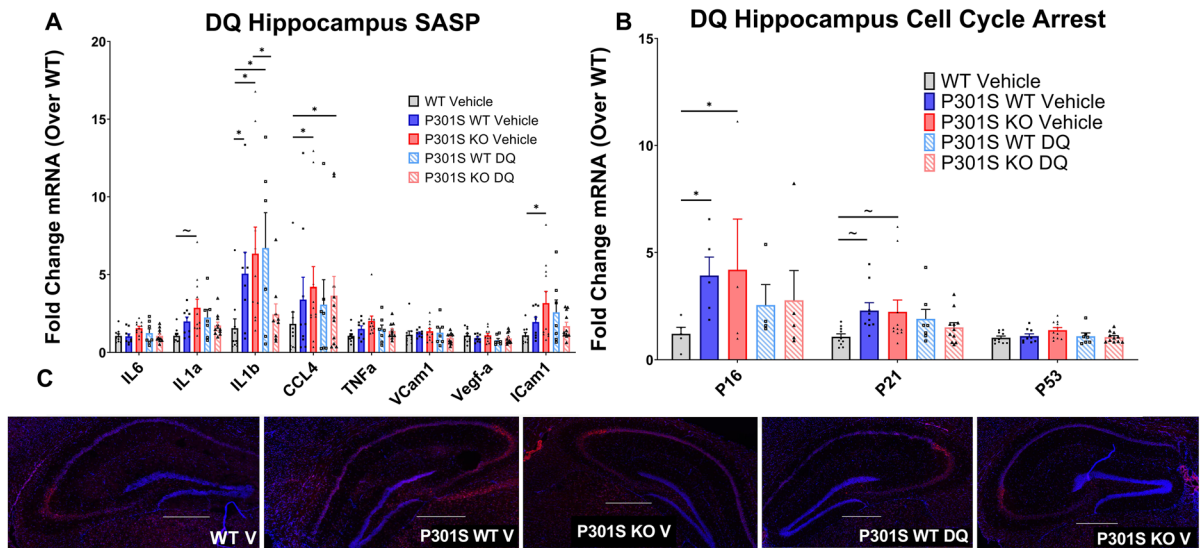 A
DQ Hippocampus SASP
Fold Change mRNA (Over WT)
20
15
10
5
0
*
*
*
*
~
*
*
*
WT Vehicle
P301S WT Vehicle
P301S KO Vehicle
P301S WT DQ
P301S KO DQ
IL6
IL1a
IL1b
CCL4
TNFa
VCam1
Vegf-a
ICam1
B
DQ Hippocampus Cell Cycle Arrest
Fold Change mRNA (Over WT)
15
10
5
0
*
*
~
~
WT Vehicle
P301S WT Vehicle
P301S KO Vehicle
P301S WT DQ
P301S KO DQ
P16
P21
P53
C
WT V
P301S WT V
P301S KO V
P301S WT DQ
P301S KO V